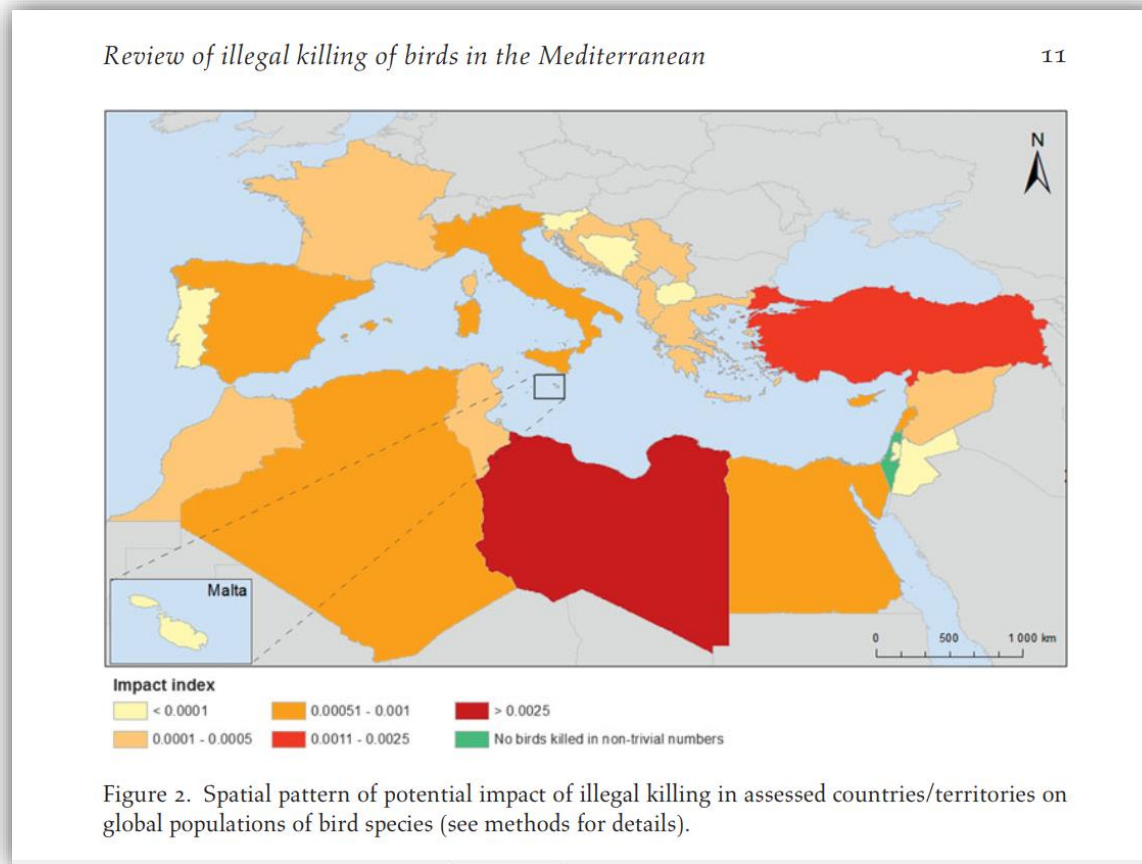 Review of illegal killing of birds in the Mediterranean 11
N
Malta
0 500 1 000 km
Impact index
< 0.0001 0.00051 - 0.001 > 0.0025
0.0001 - 0.0005 0.0011 - 0.0025 No birds killed in non-trivial numbers
Figure 2. Spatial pattern of potential impact of illegal killing in assessed countries/territories on
global populations of bird species (see methods for details).